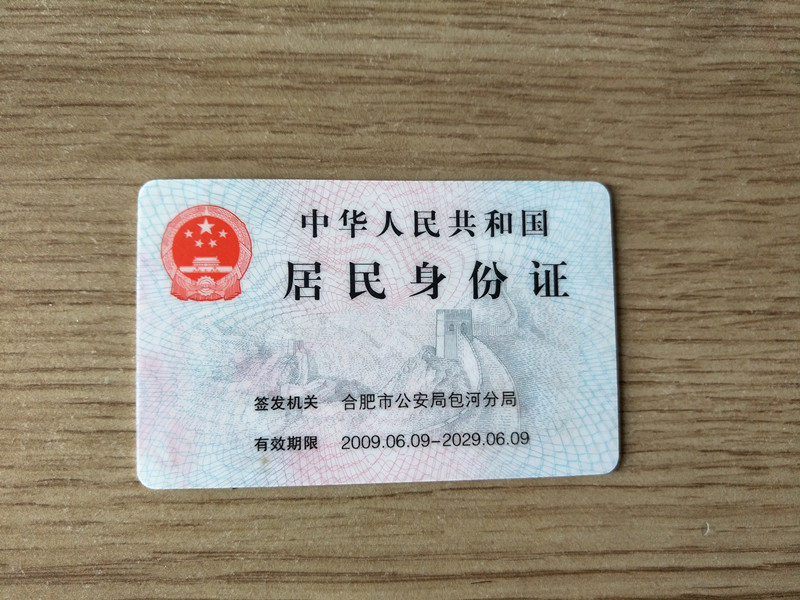 中华人民共和国
居民身份证
签发机关 合肥市公安局包河分局
有效期限 2009.06.09-2029.06.09